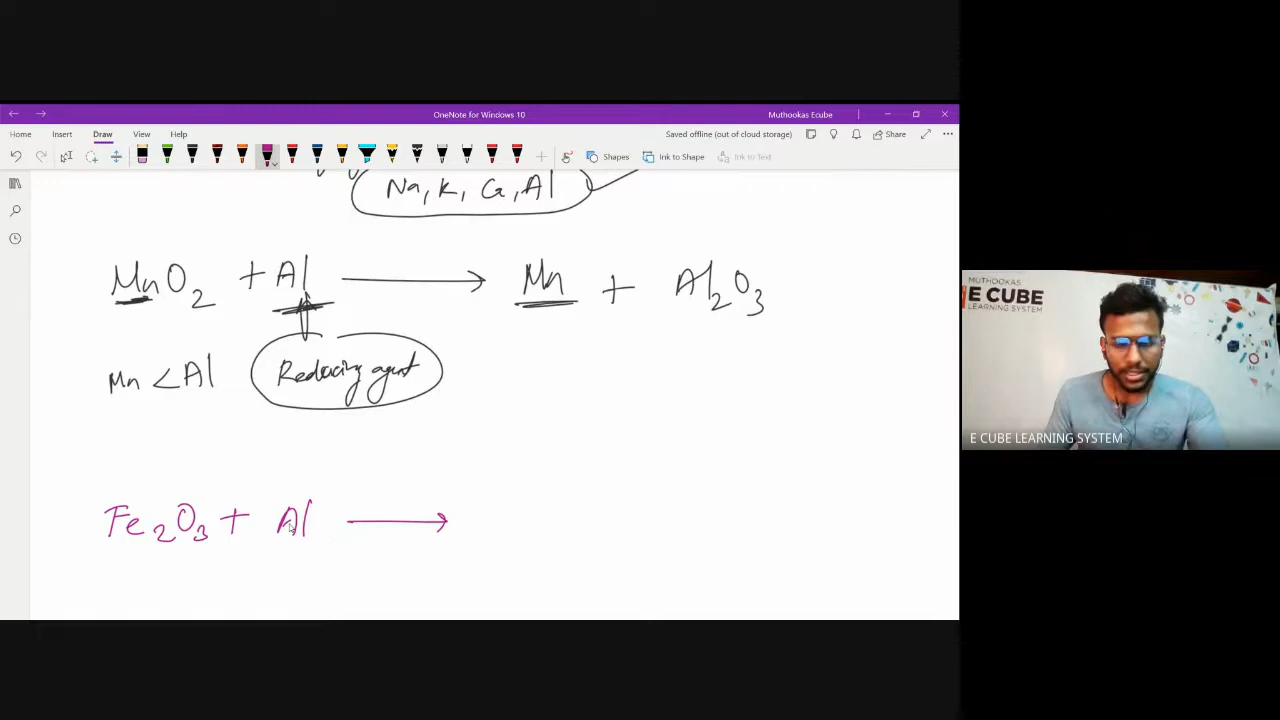 OneNote for Windows 10
Muthookas Ecube
Home Insert Draw View Help
Saved offline (out of cloud storage)
Share
Shapes
Ink to Shape
Ink to Text
Na, K, Ca, Al
MnO2 + Al → Mn + Al2O3
Mn < Al
Reducing agent
Fe2O3 + Al →
MUTHOOKAS
E CUBE
LEARNING SYSTEM
E CUBE LEARNING SYSTEM